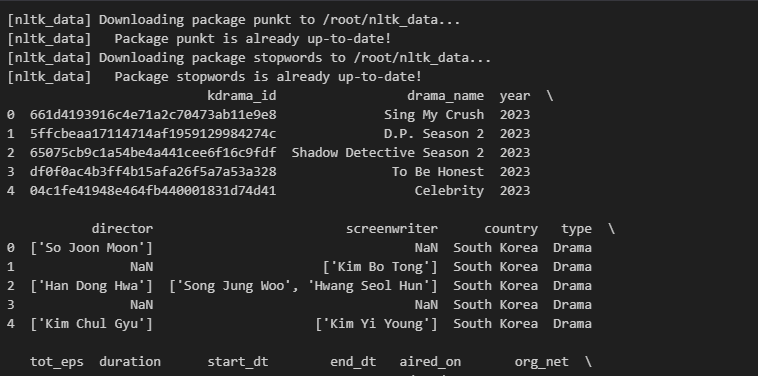 [nltk_data] Downloading package punkt to /root/nltk_data...
[nltk_data]   Package punkt is already up-to-date!
[nltk_data] Downloading package stopwords to /root/nltk_data...
[nltk_data]   Package stopwords is already up-to-date!
kdrama_id drama_name year \
0 661d4193916c4e71a2c70473ab11e9e8 Sing My Crush 2023
1 5ffcbeaa17114714af1959129984274c D.P. Season 2 2023
2 65075cb9c1a54be4a441cee6f16c9fdf Shadow Detective Season 2 2023
3 df0f0ac4b3ff4b15afa26f5a7a53a328 To Be Honest 2023
4 04c1fe41948e464fb440001831d74d41 Celebrity 2023
director screenwriter country type \
0 ['So Joon Moon'] NaN South Korea Drama
1 NaN ['Kim Bo Tong'] South Korea Drama
2 ['Han Dong Hwa'] ['Song Jung Woo', 'Hwang Seol Hun'] South Korea Drama
3 NaN NaN South Korea Drama
4 ['Kim Chul Gyu'] ['Kim Yi Young'] South Korea Drama
tot_eps duration start_dt end_dt aired_on org_net \